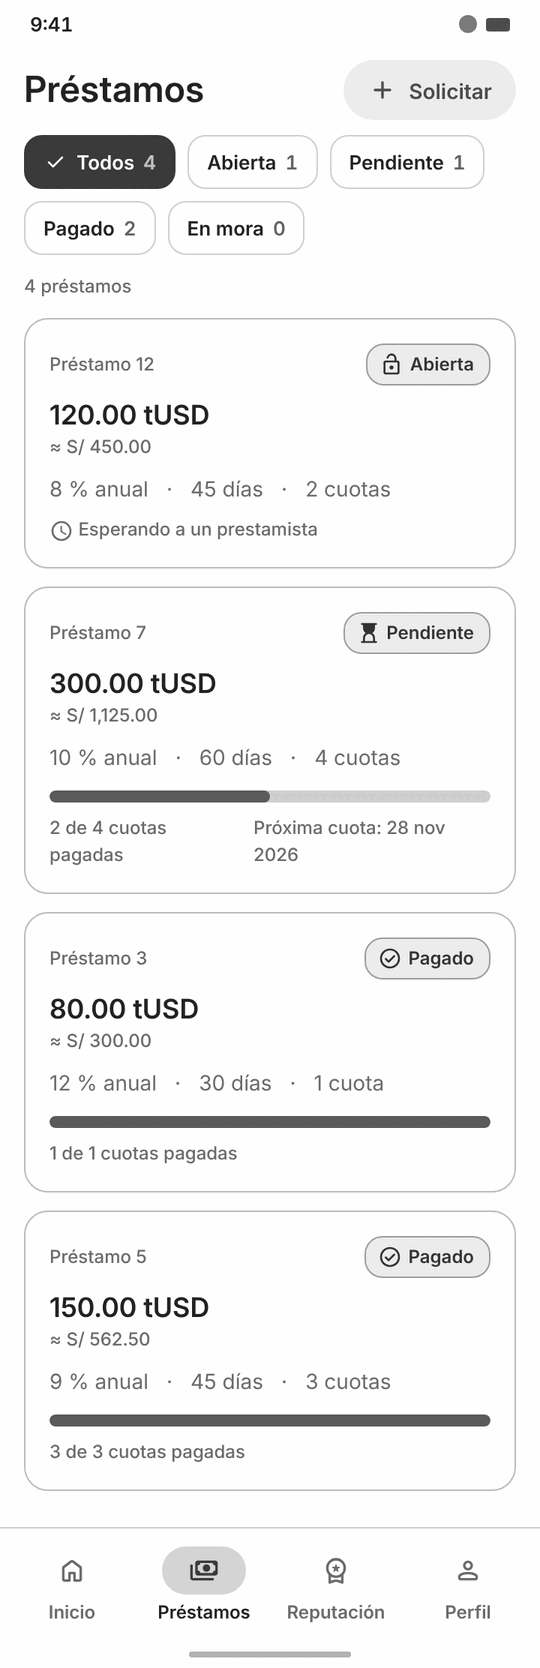 9:41
Préstamos
Solicitar
Todos 4
Abierta 1
Pendiente 1
Pagado 2
En mora 0
4 préstamos
Préstamo 12
Abierta
120.00 tUSD
≈ S/ 450.00
8 % anual · 45 días · 2 cuotas
Esperando a un prestamista
Préstamo 7
Pendiente
300.00 tUSD
≈ S/ 1,125.00
10 % anual · 60 días · 4 cuotas
2 de 4 cuotas
pagadas
Próxima cuota: 28 nov
2026
Préstamo 3
Pagado
80.00 tUSD
≈ S/ 300.00
12 % anual · 30 días · 1 cuota
1 de 1 cuotas pagadas
Préstamo 5
Pagado
150.00 tUSD
≈ S/ 562.50
9 % anual · 45 días · 3 cuotas
3 de 3 cuotas pagadas
Inicio
Préstamos
Reputación
Perfil